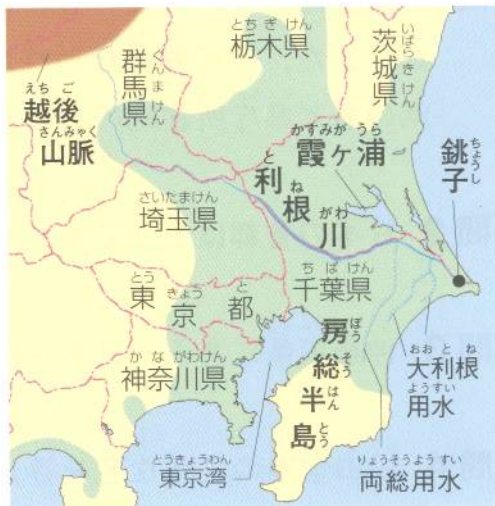 とちぎけん
栃木県
いばらきけん
茨城県
ぐんまけん
群馬県
えちご
越後
さんみゃく
山脈
かすみがうら
霞ヶ浦
ちょうし
銚子
とねがわ
利根川
さいたまけん
埼玉県
とうきょうと
東京都
ちばけん
千葉県
かながわけん
神奈川県
ぼうそうはんとう
房総半島
おおとね
大利根
ようすい
用水
とうきょうわん
東京湾
りょうそうようすい
両総用水